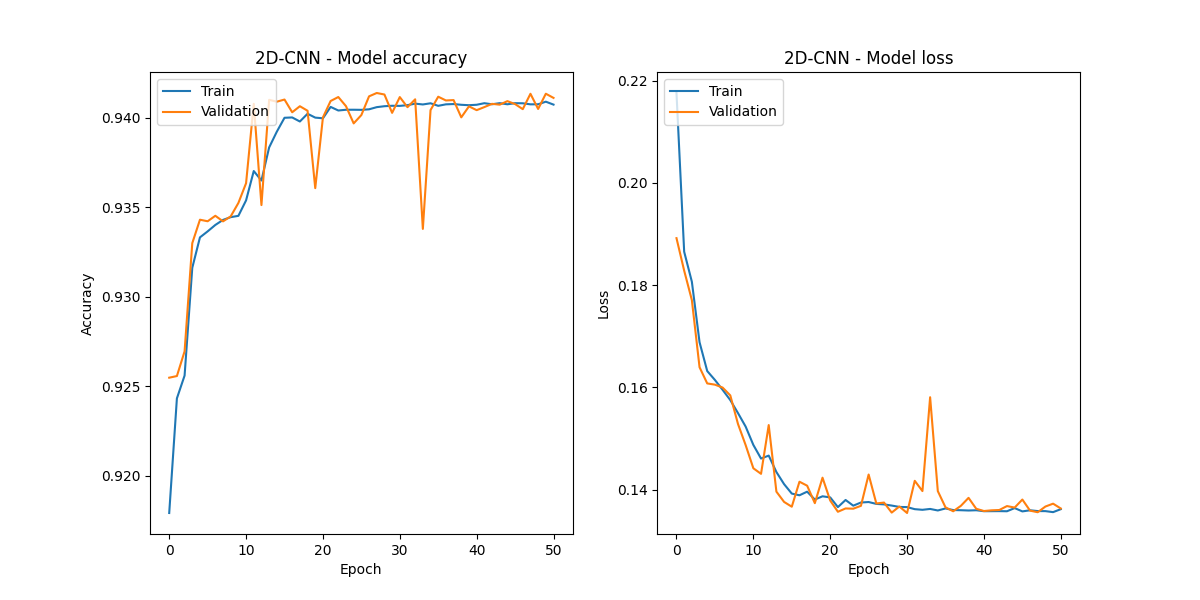 2D-CNN - Model accuracy
Train
Validation
0.940
0.935
0.930
0.925
0.920
Accuracy
0 10 20 30 40 50
Epoch
2D-CNN - Model loss
Train
Validation
0.22
0.20
0.18
0.16
0.14
Loss
0 10 20 30 40 50
Epoch